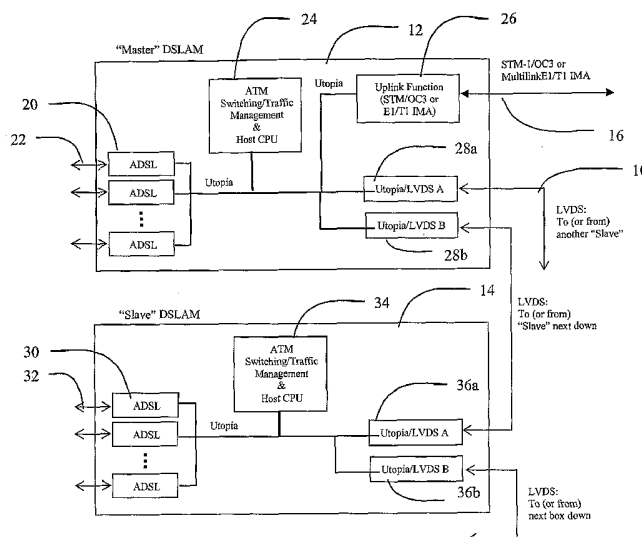 24
12
26
"Master" DSLAM
ATM
Switching/Traffic
Management
&
Host CPU
Utopia
Uplink Function
(STM/OC3 or
E1/T1 IMA)
STM-1/OC3 or
MultilinkE1/T1 IMA
16
20
22
ADSL
ADSL
ADSL
Utopia
28a
Utopia/LVDS A
Utopia/LVDS B
28b
LVDS:
To (or from)
another "Slave"
"Slave" DSLAM
34
14
LVDS:
To (or from)
"Slave" next down
ATM
Switching/Traffic
Management
&
Host CPU
30
32
ADSL
ADSL
ADSL
Utopia
36a
Utopia/LVDS A
Utopia/LVDS B
36b
LVDS:
To (or from)
next box down